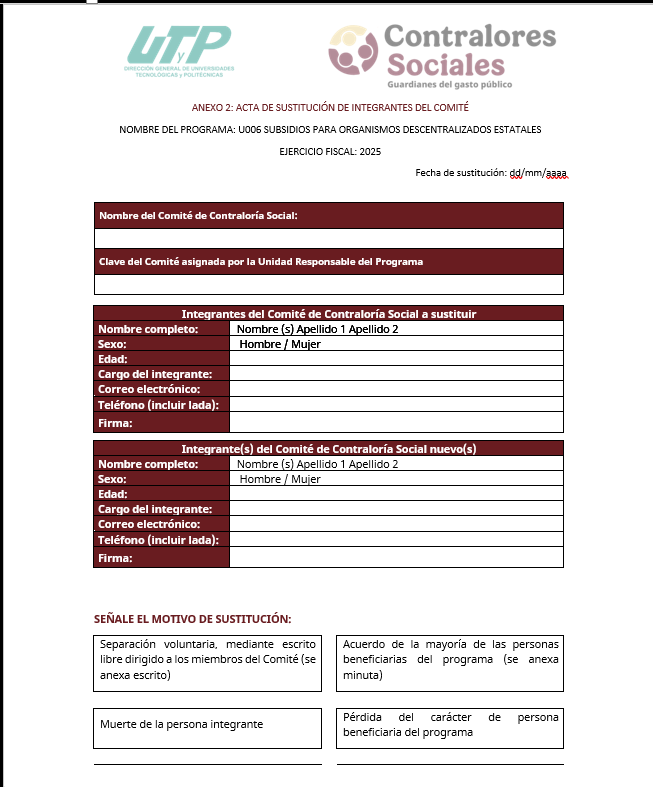 UTyP
DIRECCIÓN GENERAL DE UNIVERSIDADES
TECNOLÓGICAS Y POLITÉCNICAS
Contralores
Sociales
Guardianes del gasto público
ANEXO 2: ACTA DE SUSTITUCIÓN DE INTEGRANTES DEL COMITÉ
NOMBRE DEL PROGRAMA: U006 SUBSIDIOS PARA ORGANISMOS DESCENTRALIZADOS ESTATALES
EJERCICIO FISCAL: 2025
Fecha de sustitución: dd/mm/aaaa
Nombre del Comité de Contraloría Social:
Clave del Comité asignada por la Unidad Responsable del Programa
Integrantes del Comité de Contraloría Social a sustituir
Nombre completo: Nombre (s) Apellido 1 Apellido 2
Sexo: Hombre / Mujer
Edad:
Cargo del integrante:
Correo electrónico:
Teléfono (incluir lada):
Firma:
Integrante(s) del Comité de Contraloría Social nuevo(s)
Nombre completo: Nombre (s) Apellido 1 Apellido 2
Sexo: Hombre / Mujer
Edad:
Cargo del integrante:
Correo electrónico:
Teléfono (incluir lada):
Firma:
SEÑALE EL MOTIVO DE SUSTITUCIÓN:
Separación voluntaria, mediante escrito
libre dirigido a los miembros del Comité (se
anexa escrito)
Acuerdo de la mayoría de las personas
beneficiarias del programa (se anexa
minuta)
Muerte de la persona integrante
Pérdida del carácter de persona
beneficiaria del programa